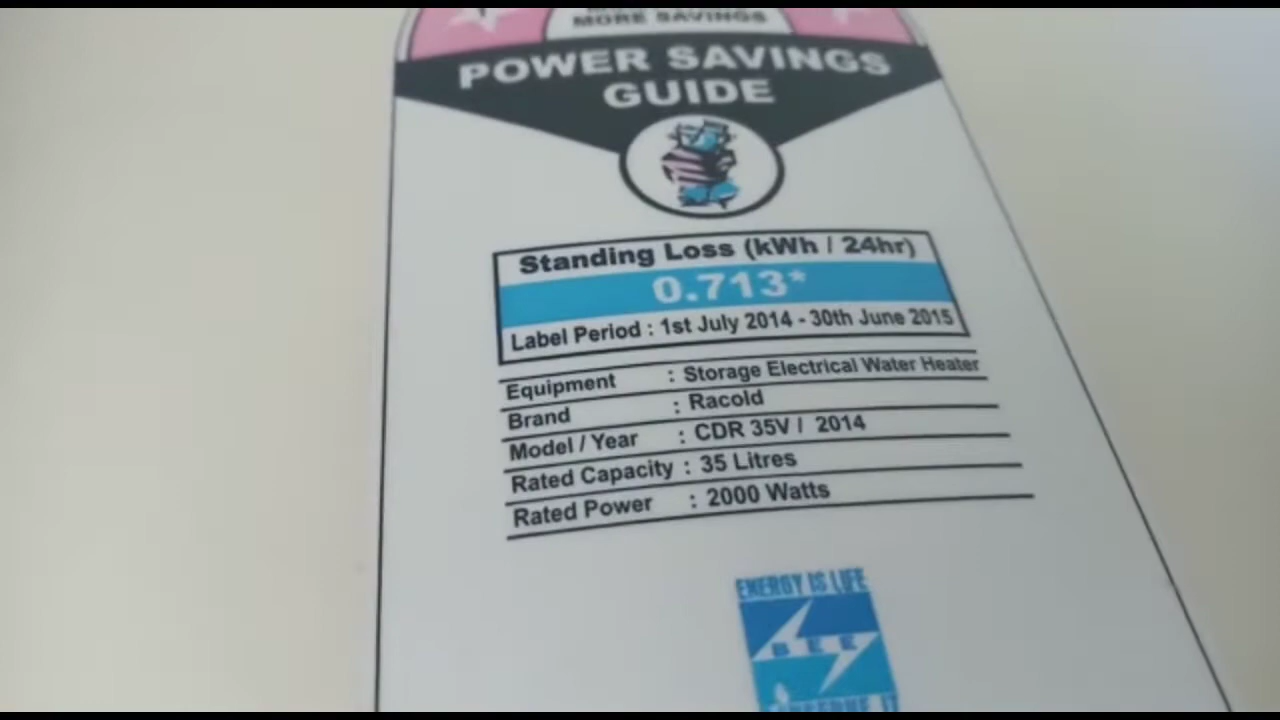 MORE SAVINGS
POWER SAVINGS
GUIDE
Standing Loss (kWh / 24hr)
0.713*
Label Period : 1st July 2014 - 30th June 2015
Equipment : Storage Electrical Water Heater
Brand : Racold
Model / Year : CDR 35V / 2014
Rated Capacity : 35 Litres
Rated Power : 2000 Watts
ENERGY IS LIFE
BEE